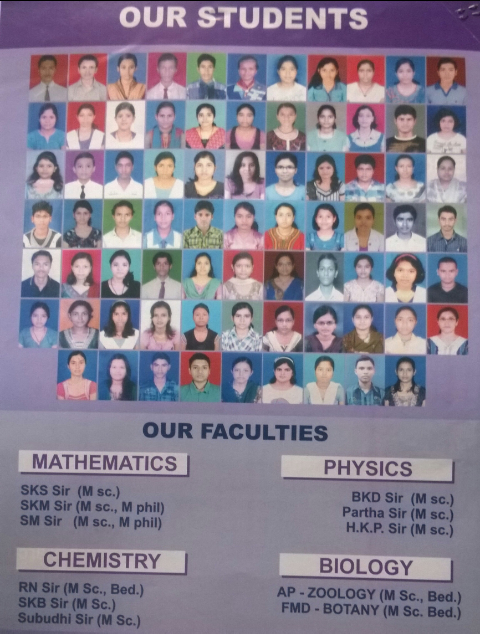 OUR STUDENTS
OUR FACULTIES
MATHEMATICS
SKS Sir (M sc.)
SKM Sir (M sc., M phil)
SM Sir (M sc., M phil)
PHYSICS
BKD Sir (M sc.)
Partha Sir (M sc.)
H.K.P. Sir (M sc.)
CHEMISTRY
RN Sir (M Sc., Bed.)
SKB Sir (M Sc.)
Subudhi Sir (M Sc.)
BIOLOGY
AP - ZOOLOGY (M Sc., Bed.)
FMD - BOTANY (M Sc. Bed.)